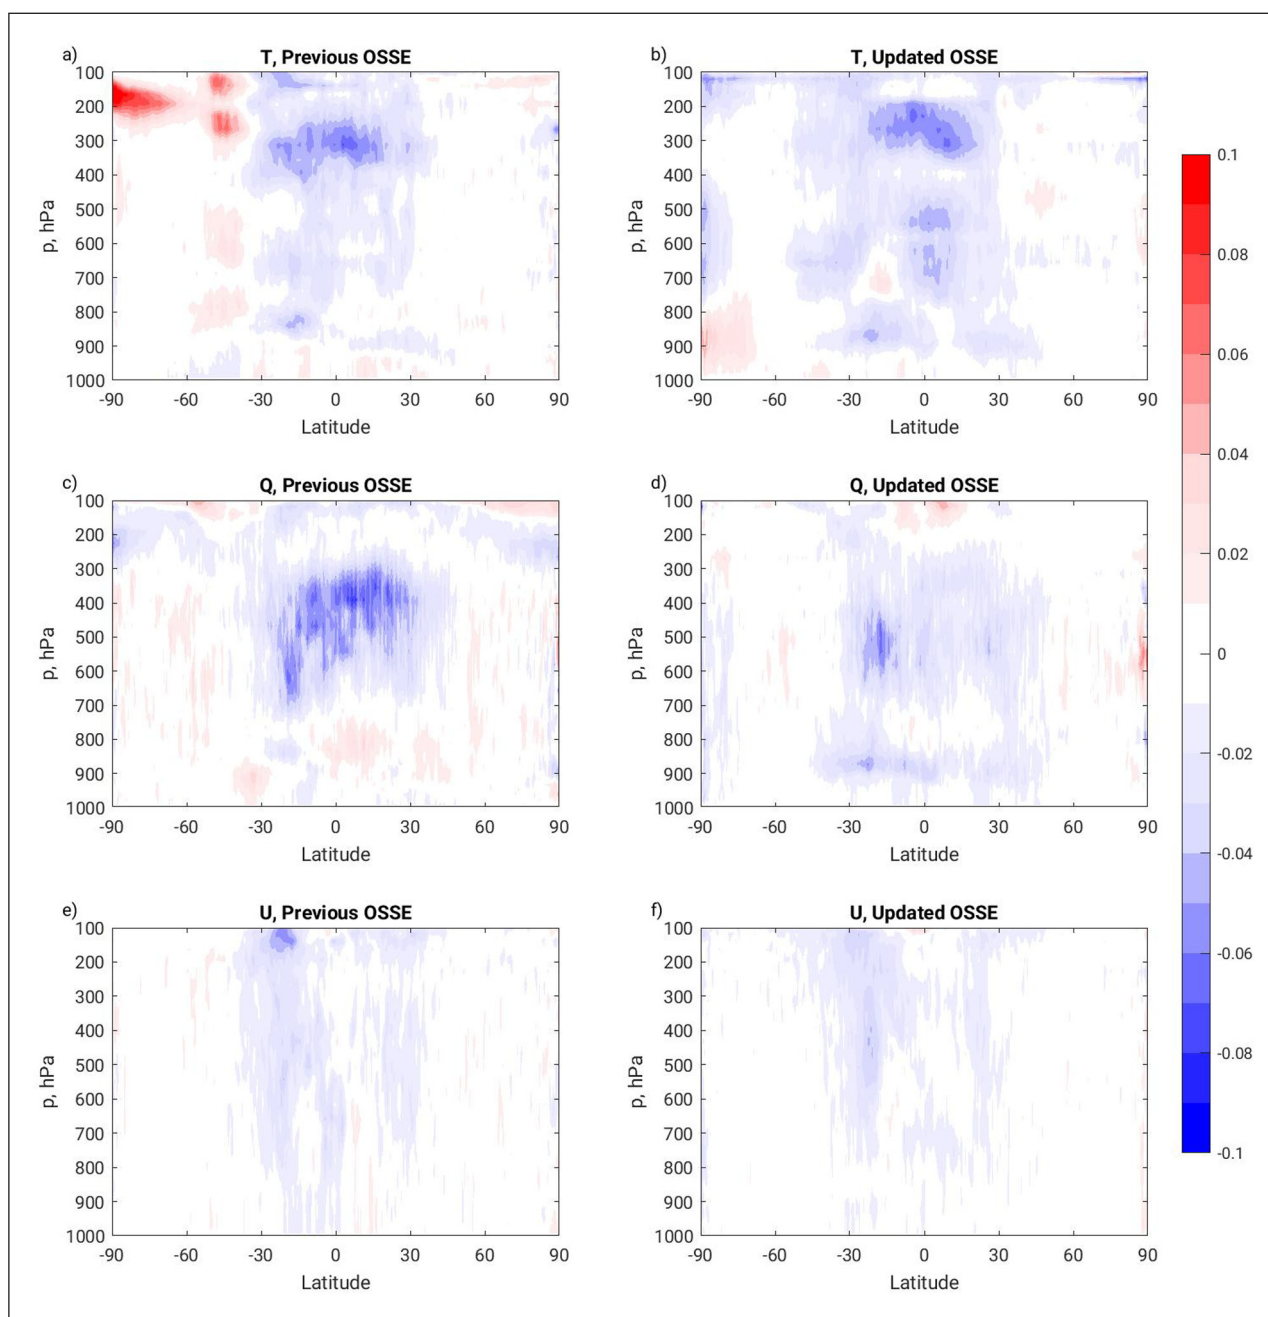 a) T, Previous OSSE
b) T, Updated OSSE
100 200 300 400 500 600 700 800 900 1000
p, hPa
-90 -60 -30 0 30 60 90
Latitude
100 200 300 400 500 600 700 800 900 1000
p, hPa
-90 -60 -30 0 30 60 90
Latitude
c) Q, Previous OSSE
d) Q, Updated OSSE
100 200 300 400 500 600 700 800 900 1000
p, hPa
-90 -60 -30 0 30 60 90
Latitude
100 200 300 400 500 600 700 800 900 1000
p, hPa
-90 -60 -30 0 30 60 90
Latitude
e) U, Previous OSSE
f) U, Updated OSSE
100 200 300 400 500 600 700 800 900 1000
p, hPa
-90 -60 -30 0 30 60 90
Latitude
100 200 300 400 500 600 700 800 900 1000
p, hPa
-90 -60 -30 0 30 60 90
Latitude
0.1
0.08
0.06
0.04
0.02
0
-0.02
-0.04
-0.06
-0.08
-0.1